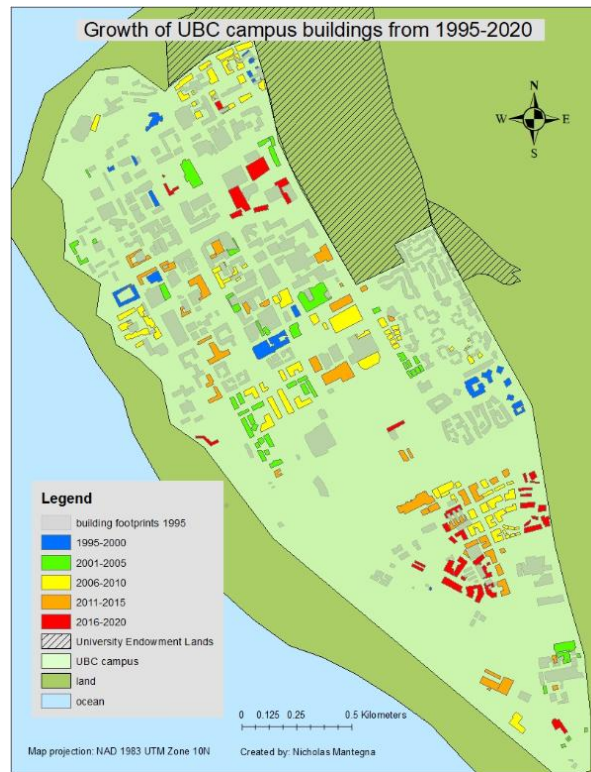 Growth of UBC campus buildings from 1995-2020
N
W E
S
Legend
building footprints 1995
1995-2000
2001-2005
2006-2010
2011-2015
2016-2020
University Endowment Lands
UBC campus
land
ocean
0 0.125 0.25 0.5 Kilometers
Map projection: NAD 1983 UTM Zone 10N Created by: Nicholas Mantegna